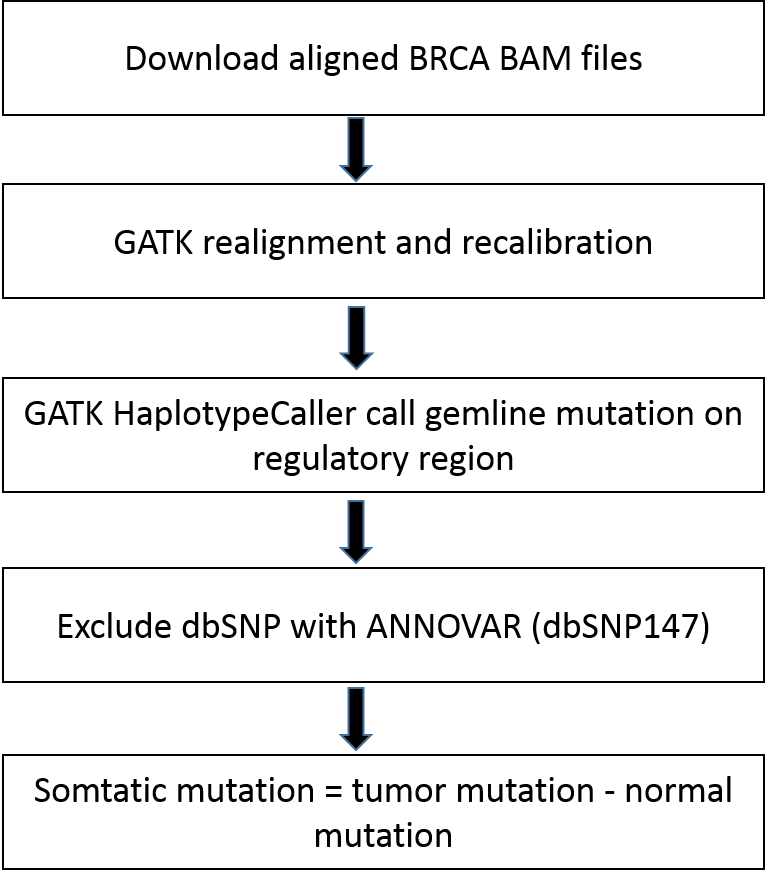 Download aligned BRCA BAM files
GATK realignment and recalibration
GATK HaplotypeCaller call gemline mutation on
regulatory region
Exclude dbSNP with ANNOVAR (dbSNP147)
Somtatic mutation = tumor mutation - normal
mutation